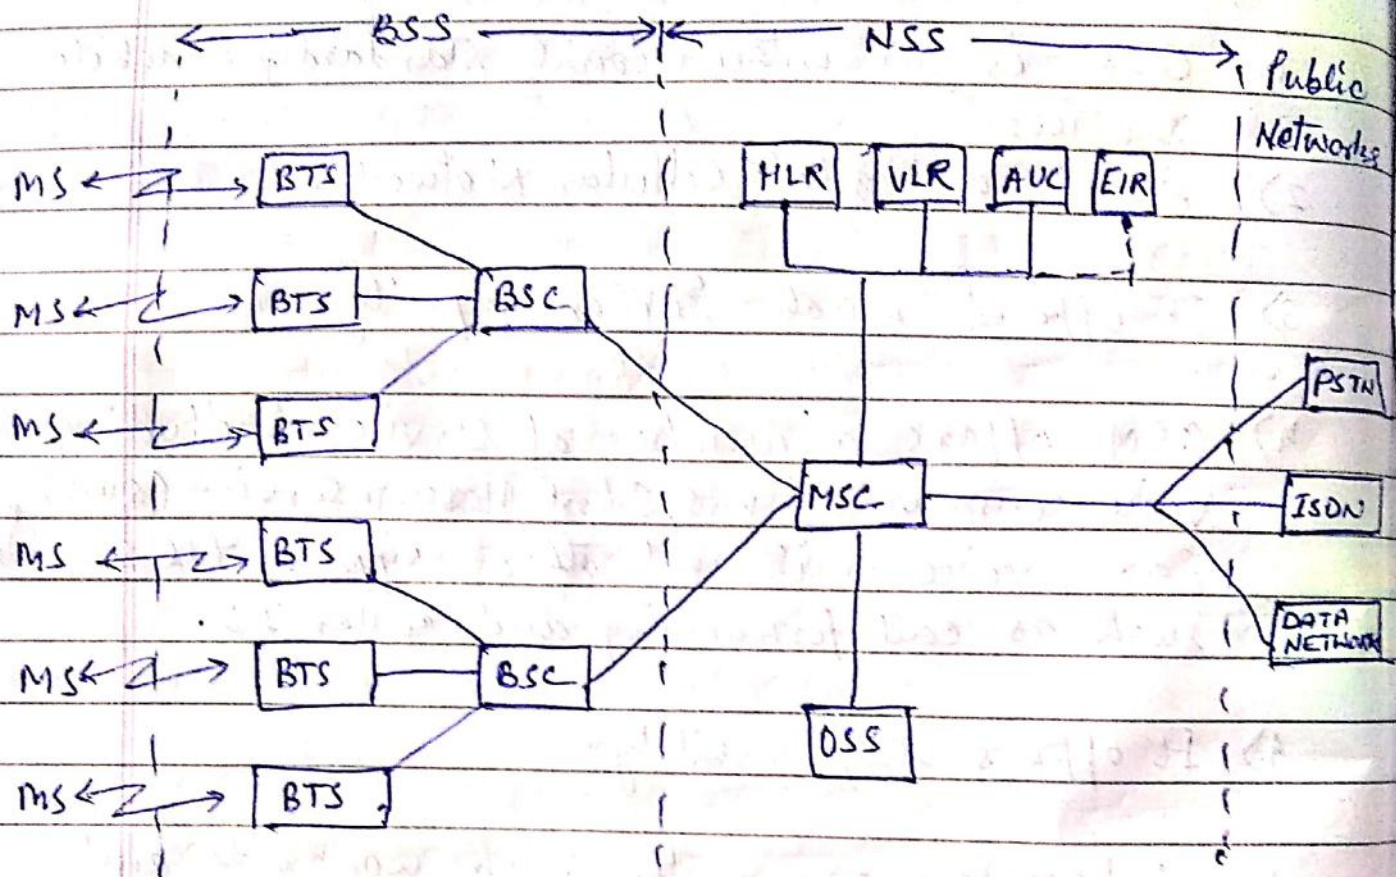 BSS NSS
Public
Networks
MS BTS HLR VLR AUC EIR
MS BTS BSC
PSTN
MS BTS
MSC ISDN
MS BTS
DATA
NETWORK
MS BTS BSC
OSS
MS BTS